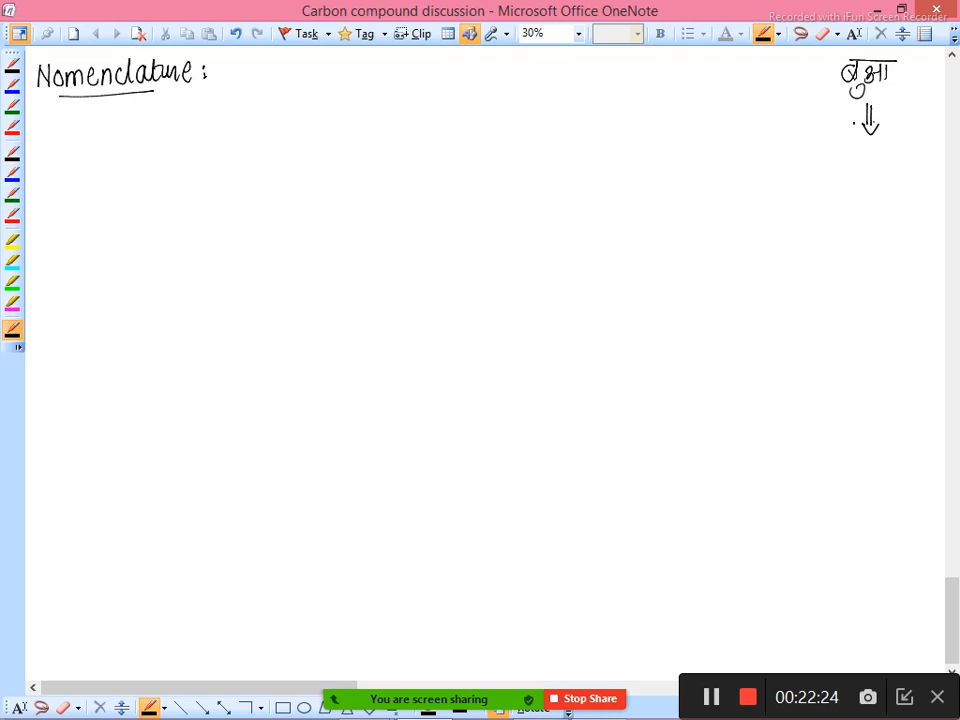 Carbon compound discussion - Microsoft Office OneNote
Recorded with iFun Screen Recorder
Task
Tag
Clip
30%
B
A
A
Nomenclature :
बुआ
A
You are screen sharing
Stop Share
00:22:24